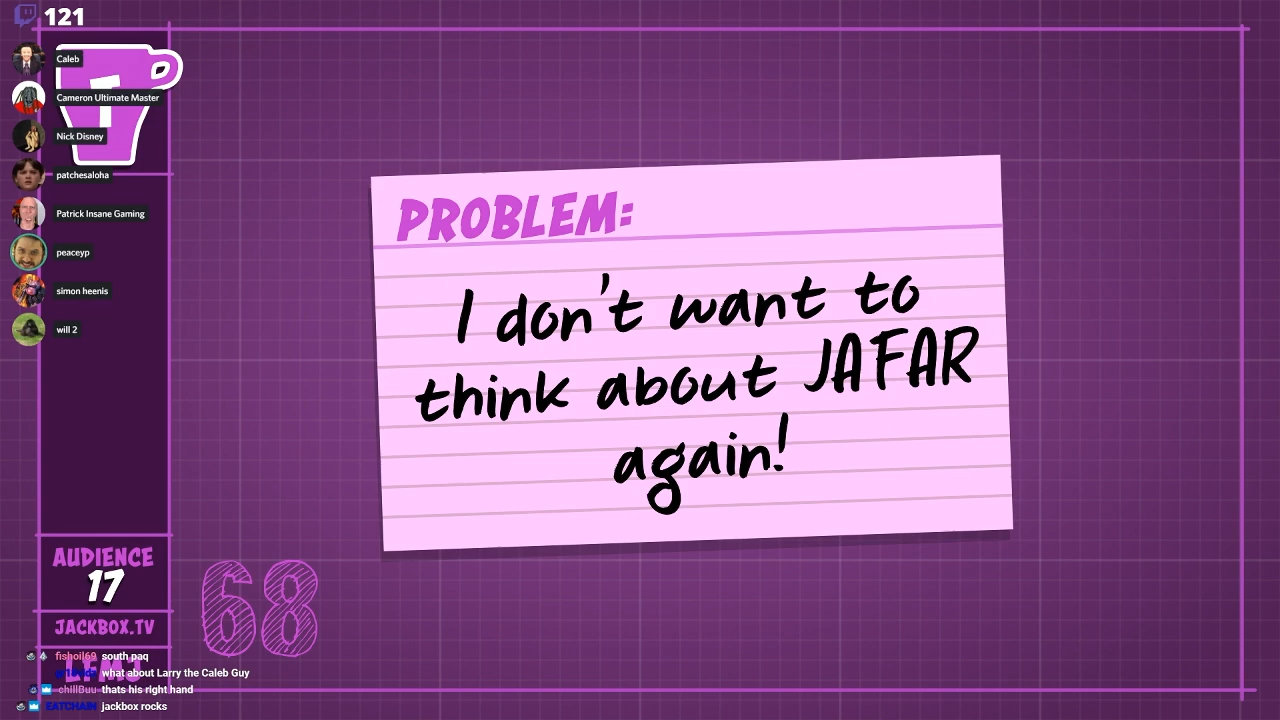 121
Caleb
Cameron Ultimate Master
Nick Disney
patchesaloha
Patrick Insane Gaming
peaceyp
simon heenis
will 2
PROBLEM:
I don't want to
think about JAFAR
again!
AUDIENCE
17
JACKBOX.TV
68
fishoil69 south paq
what about Larry the Caleb Guy
chillBuu thats his right hand
EATCHAIN jackbox rocks